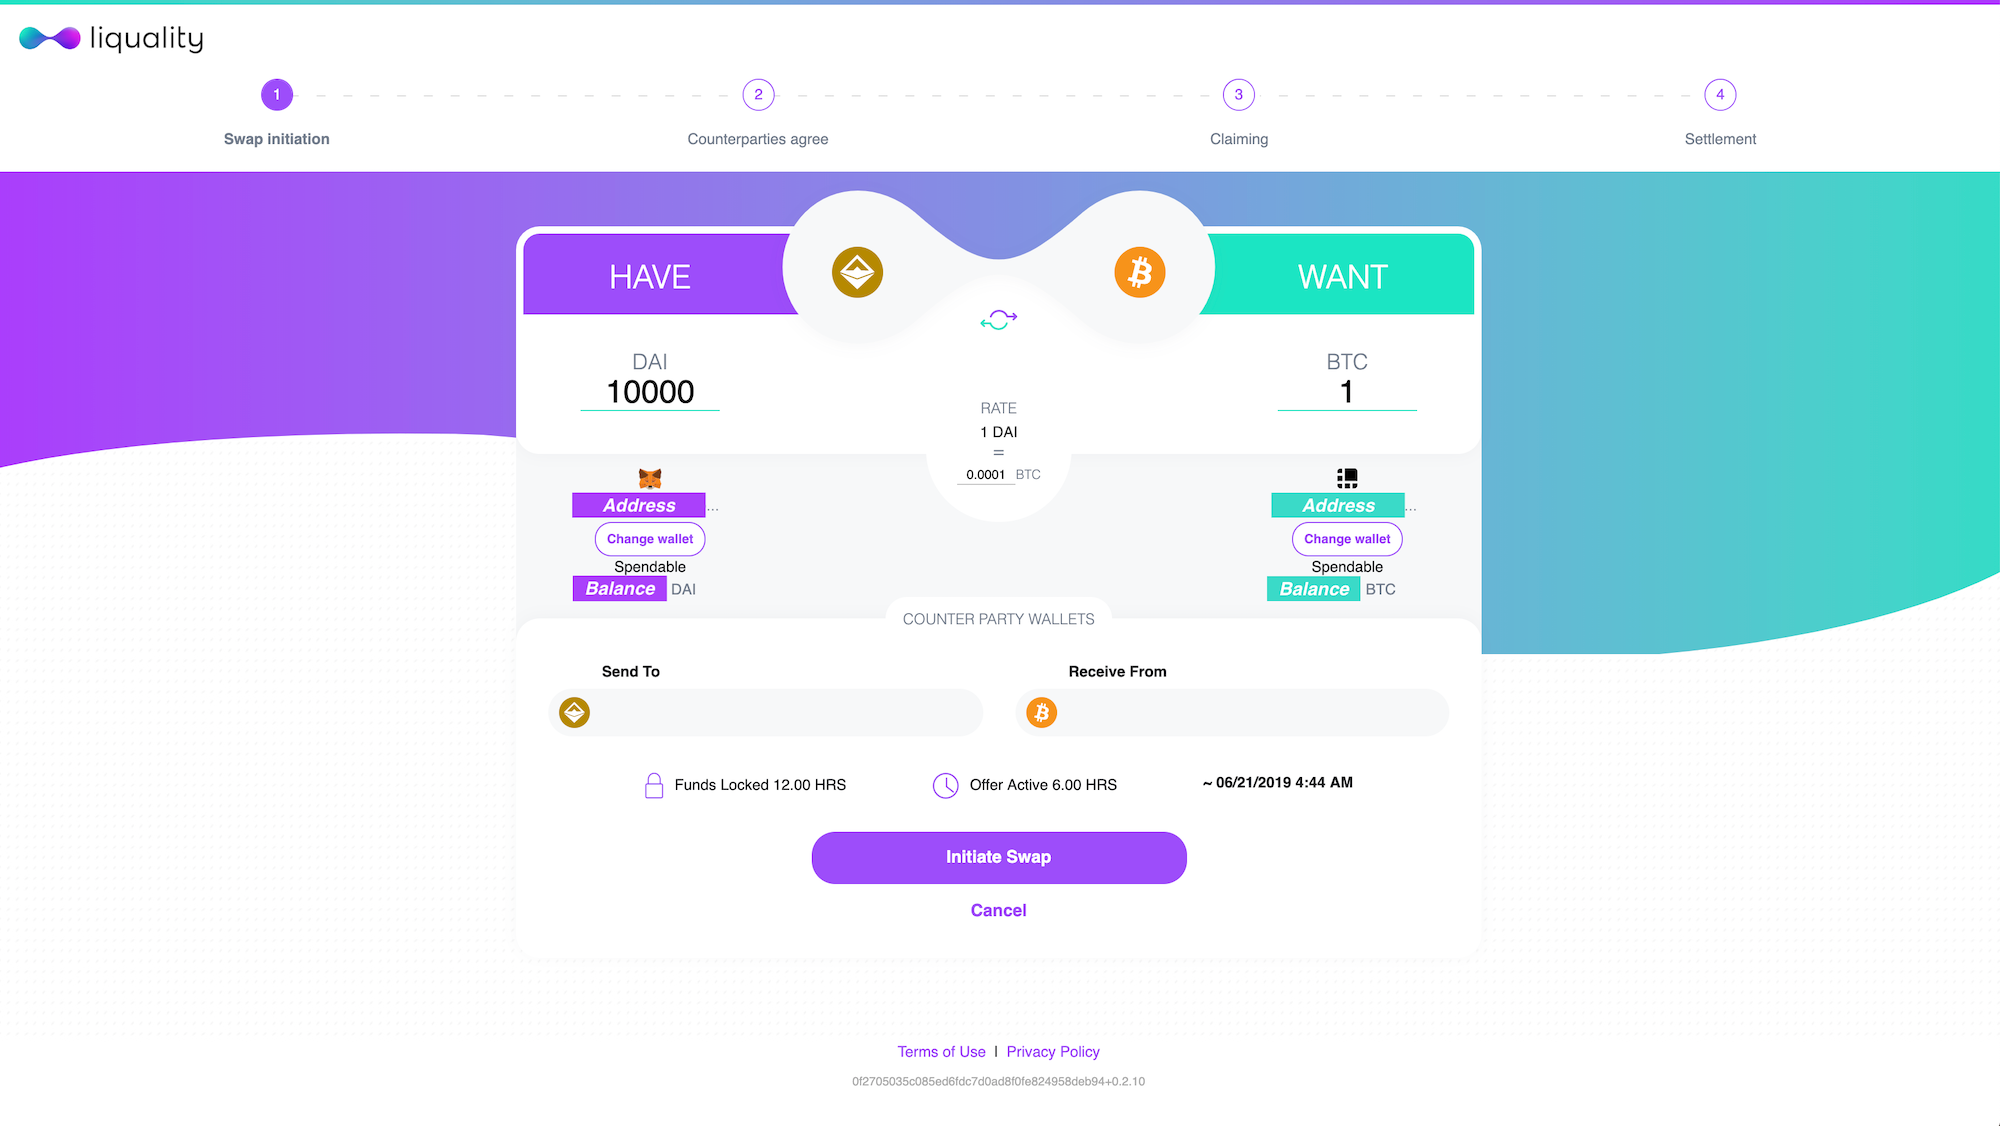 liquality
1
2
3
4
Swap initiation
Counterparties agree
Claiming
Settlement
HAVE
WANT
DAI
10000
BTC
1
RATE
1 DAI
=
0.0001 BTC
Address ...
Change wallet
Spendable
Balance DAI
Address ...
Change wallet
Spendable
Balance BTC
COUNTER PARTY WALLETS
Send To
Receive From
Funds Locked 12.00 HRS
Offer Active 6.00 HRS
~ 06/21/2019 4:44 AM
Initiate Swap
Cancel
Terms of Use | Privacy Policy
0f2705035c085ed6fdc7d0ad8f0fe824958deb94+0.2.10